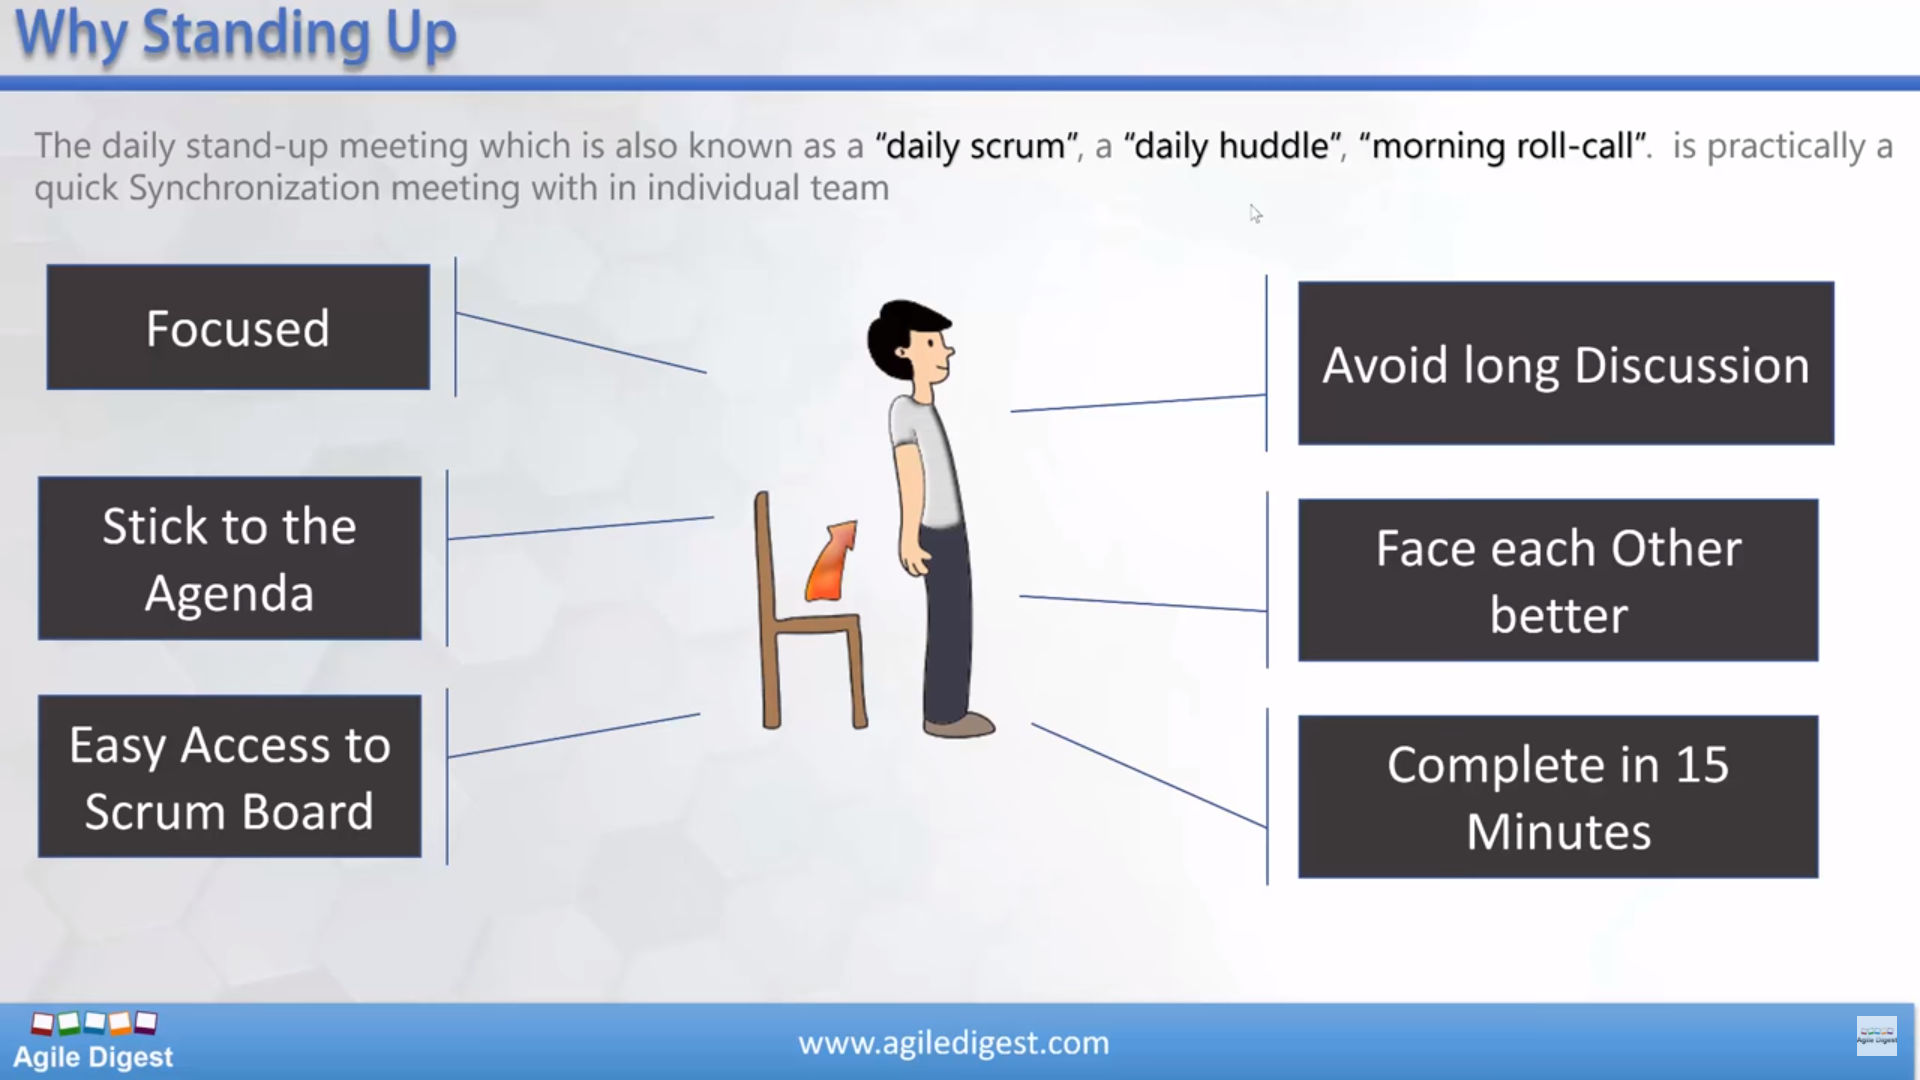 Why Standing Up
The daily stand-up meeting which is also known as a “daily scrum”, a “daily huddle”, “morning roll-call”.  is practically a
quick Synchronization meeting with in individual team
Focused
Stick to the
Agenda
Easy Access to
Scrum Board
Avoid long Discussion
Face each Other
better
Complete in 15
Minutes
Agile Digest
www.agiledigest.com
Agile Digest